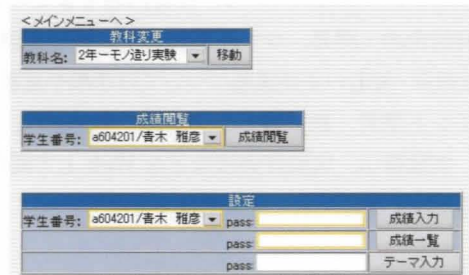 <メインメニューへ>
教科変更
教科名: 2年ーモノ造り実験 移動
成績閲覧
学生番号: a604201/青木 雅彦 成績閲覧
設定
学生番号: a604201/青木 雅彦 pass: 成績入力
pass: 成績一覧
pass: テーマ入力